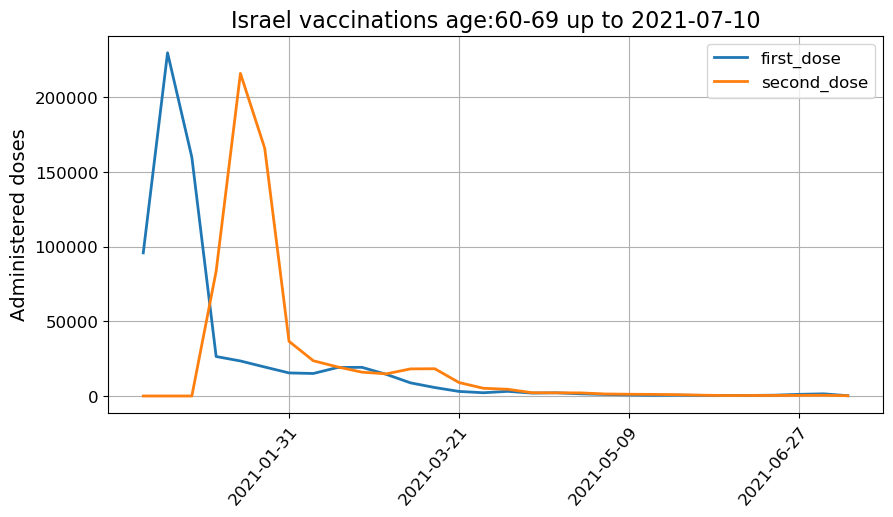 Israel vaccinations age:60-69 up to 2021-07-10
first_dose
second_dose
Administered doses
200000
150000
100000
50000
0
2021-01-31
2021-03-21
2021-05-09
2021-06-27